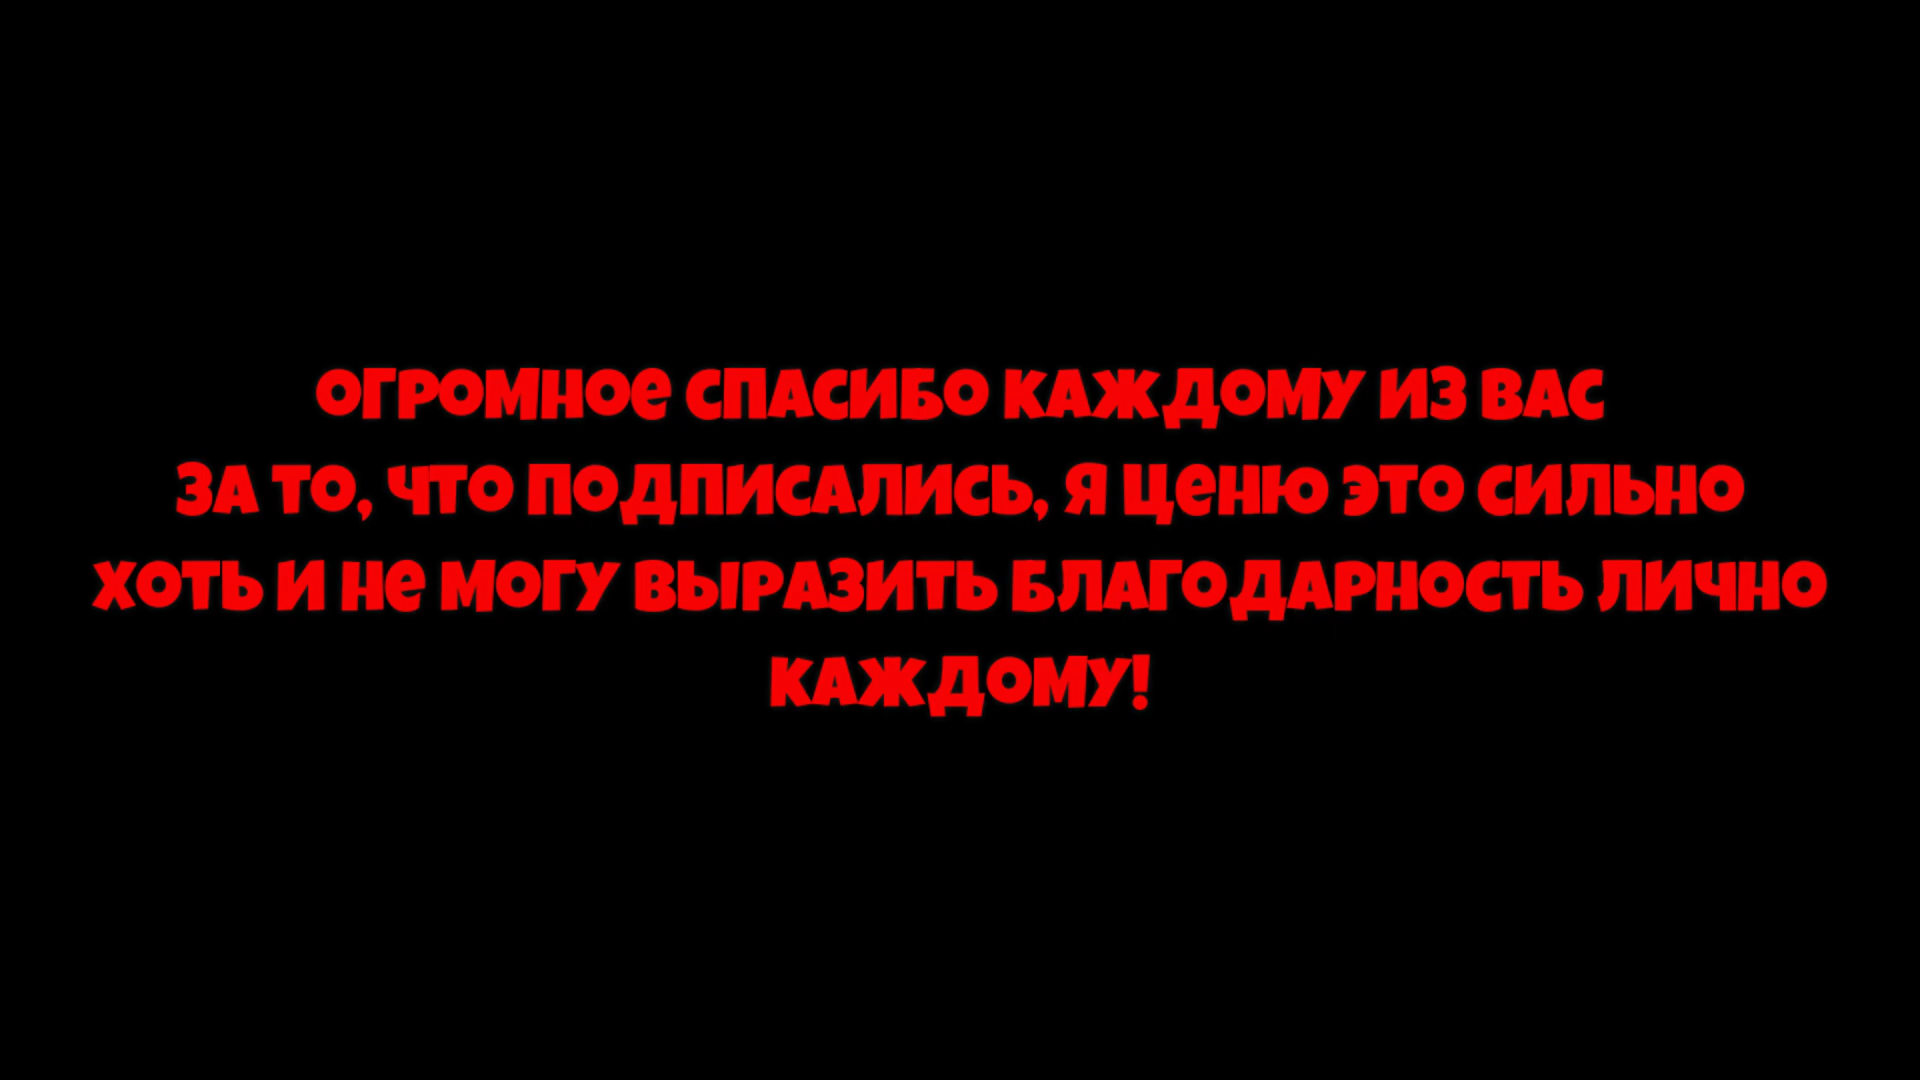 ОГРОМНОЕ СПАСИБО КАЖДОМУ ИЗ ВАС
ЗА ТО, ЧТО ПОДПИСАЛИСЬ, Я ЦЕНЮ ЭТО СИЛЬНО
ХОТЬ И НЕ МОГУ ВЫРАЗИТЬ БЛАГОДАРНОСТЬ ЛИЧНО
КАЖДОМУ!